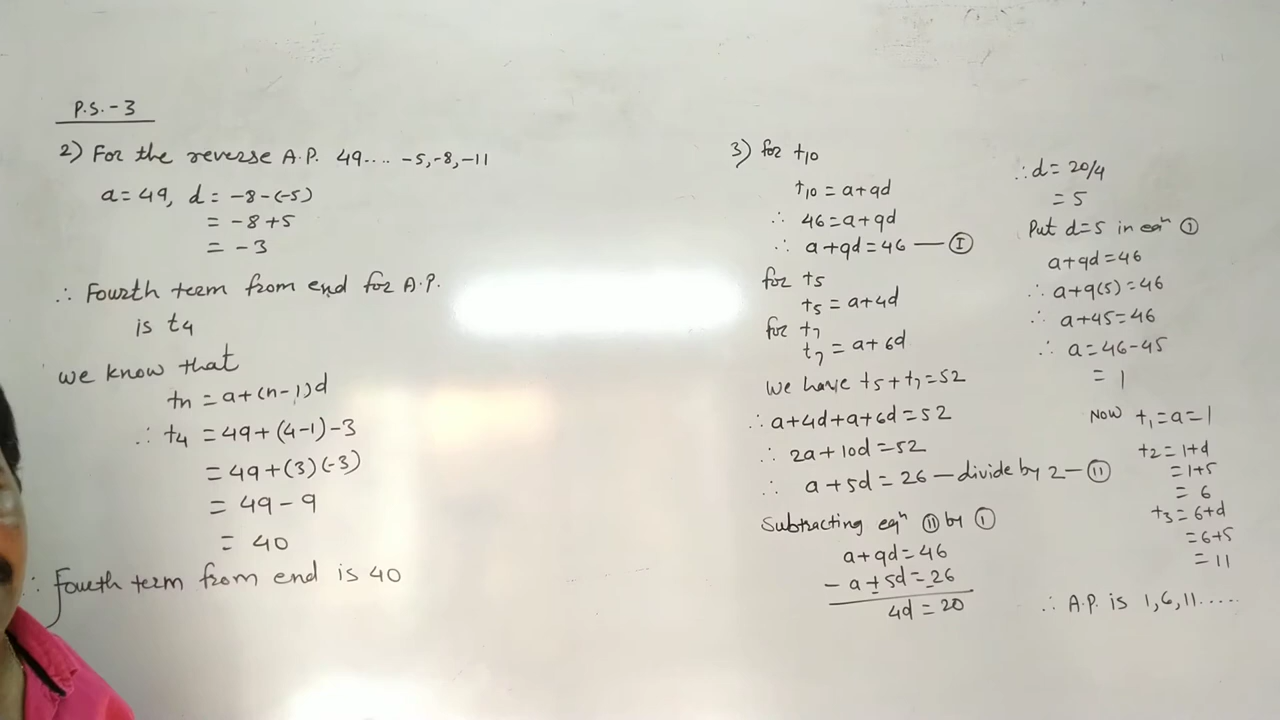 P.S.-3
2) For the reverse A.P. 49.... -5,-8,-11
a=49, d = -8-(-5)
= -8+5
= -3
∴ Fourth term from end for A.P.
is t4
we know that
tn = a+(n-1)d
∴ t4 = 49+(4-1)-3
= 49+(3)(-3)
= 49-9
= 40
∴ Fourth term from end is 40
3) for t10
t10 = a+9d
∴ 46=a+9d
∴ a+9d=46 — Ⓘ
for t5
t5 = a+4d
for t7
t7 = a+6d
We have t5+t7=52
∴ a+4d+a+6d=52
∴ 2a+10d=52
∴ a+5d=26 — divide by 2 — Ⓘⓘ
Subtracting eqn Ⓘⓘ by Ⓘ
a+9d=46
- a±5d=-26
4d=20
∴ d= 20/4
= 5
Put d=5 in eqn Ⓘ
a+9d=46
∴ a+9(5)=46
∴ a+45=46
∴ a=46-45
= 1
Now t1=a=1
t2=1+d
=1+5
= 6
t3=6+d
=6+5
= 11
∴ A.P. is 1,6,11.....